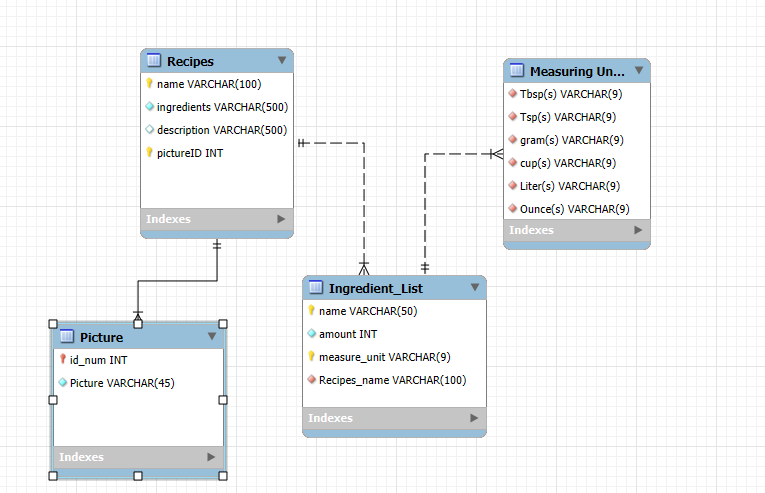 Recipes
name VARCHAR(100)
ingredients VARCHAR(500)
description VARCHAR(500)
pictureID INT
Indexes
Measuring Un...
Tbsp(s) VARCHAR(9)
Tsp(s) VARCHAR(9)
gram(s) VARCHAR(9)
cup(s) VARCHAR(9)
Liter(s) VARCHAR(9)
Ounce(s) VARCHAR(9)
Indexes
Picture
id_num INT
Picture VARCHAR(45)
Indexes
Ingredient_List
name VARCHAR(50)
amount INT
measure_unit VARCHAR(9)
Recipes_name VARCHAR(100)
Indexes